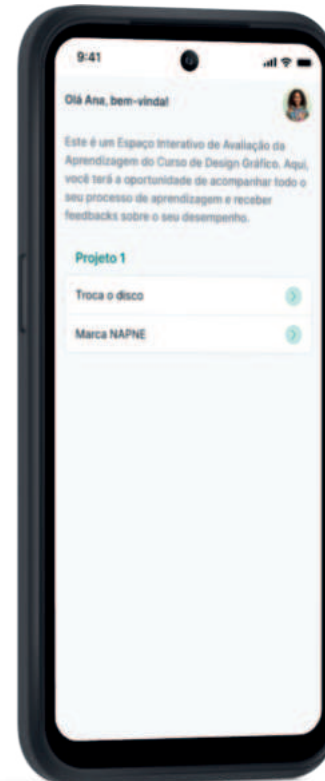 9:41
Olá Ana, bem-vinda!
Este é um Espaço Interativo de Avaliação da
Aprendizagem do Curso de Design Gráfico. Aqui,
você terá a oportunidade de acompanhar todo o
seu processo de aprendizagem e receber
feedbacks sobre o seu desempenho.
Projeto 1
Troca o disco
Marca NAPNE